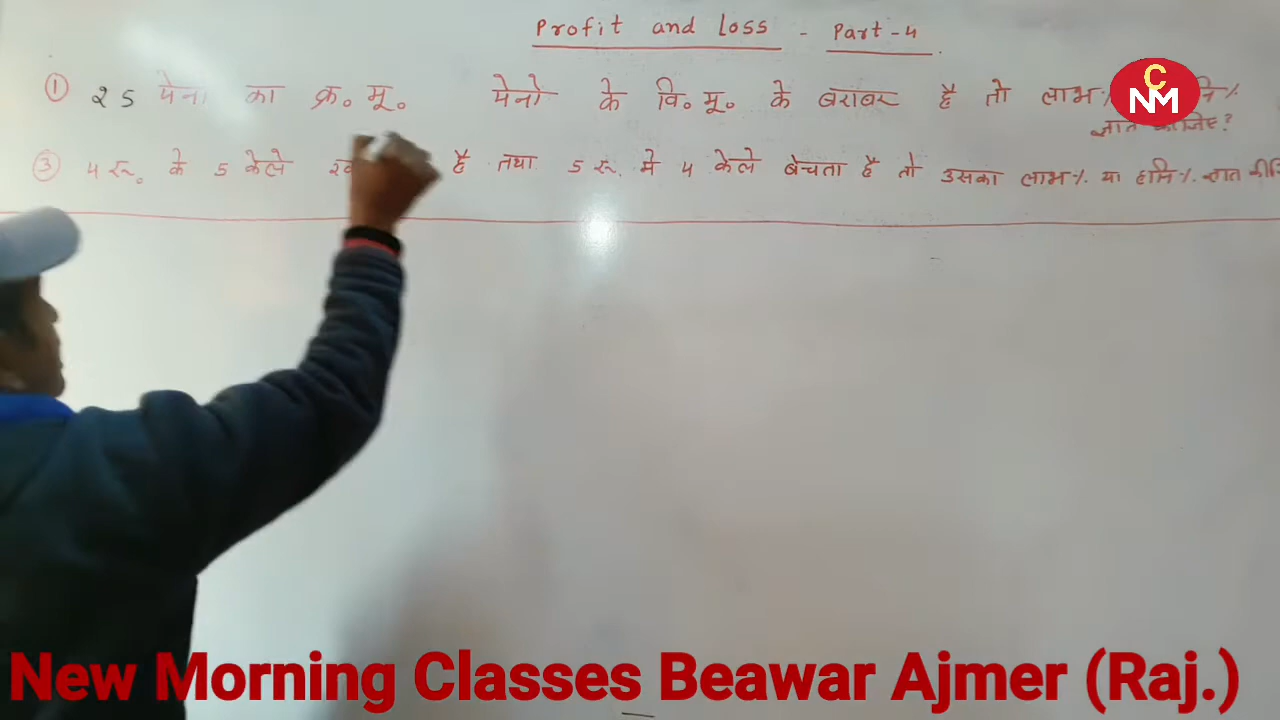 Profit and loss - Part-4
① 25 पेनो का क्र. मू. पेनो के वि. मू. के बराबर है तो लाभ%
ज्ञात
③ 4 रू. के 5 केले है तथा 5 रू. मे 4 केले बेचता है तो उसका लाभ% या हानि% ज्ञात
C
NM
New Morning Classes Beawar Ajmer (Raj.)